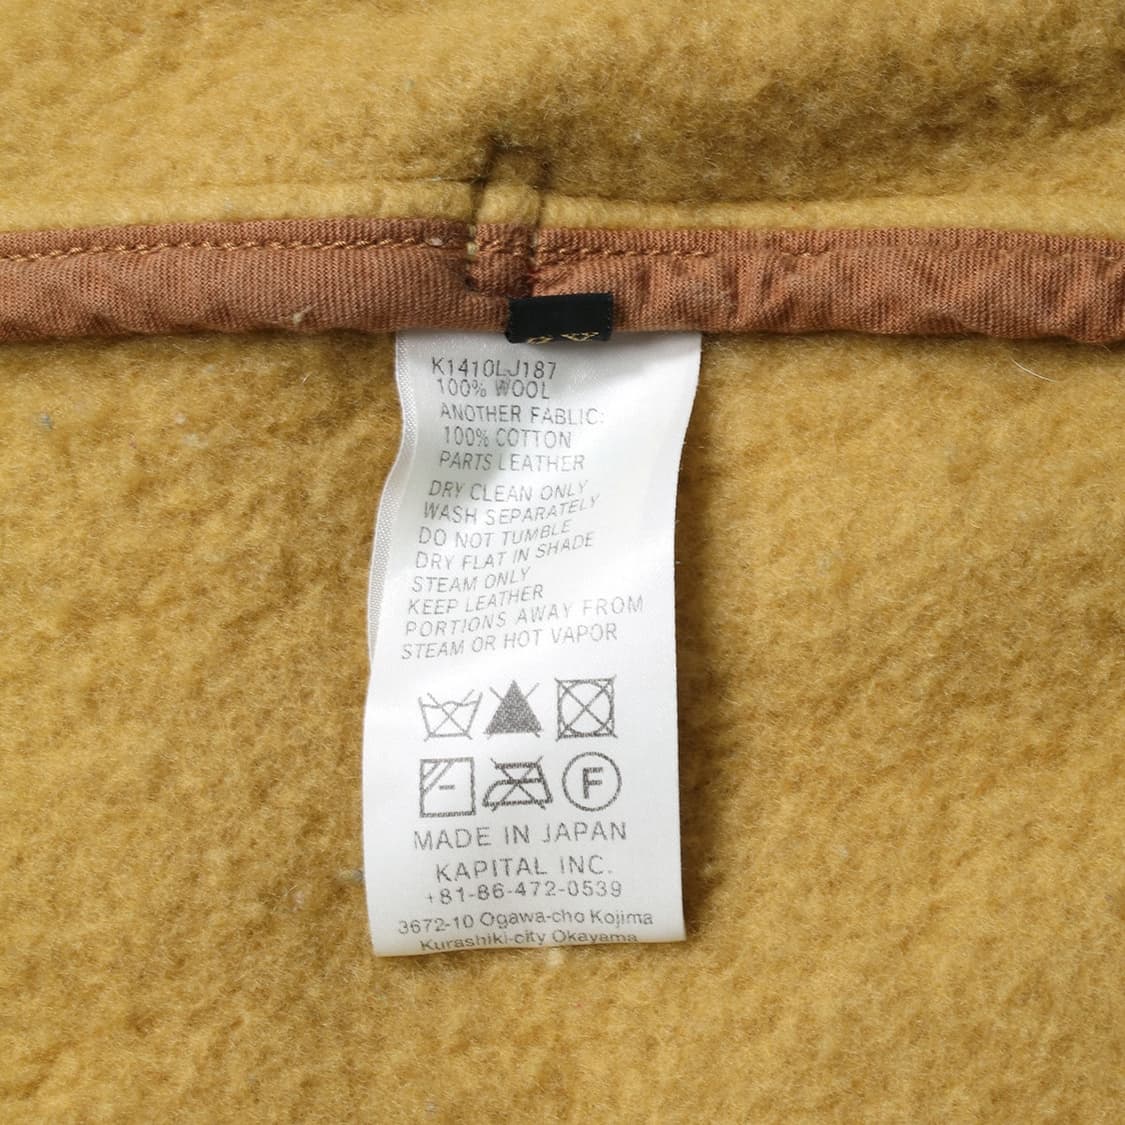 K1410LJ187
100% WOOL
ANOTHER FABLIC:
100% COTTON
PARTS LEATHER
DRY CLEAN ONLY
WASH SEPARATELY
DO NOT TUMBLE
DRY FLAT IN SHADE
STEAM ONLY
KEEP LEATHER
PORTIONS AWAY FROM
STEAM OR HOT VAPOR
F
MADE IN JAPAN
KAPITAL INC.
+81-86-472-0539
3672-10 Ogawa-cho Kojima
Kurashiki-city Okayama